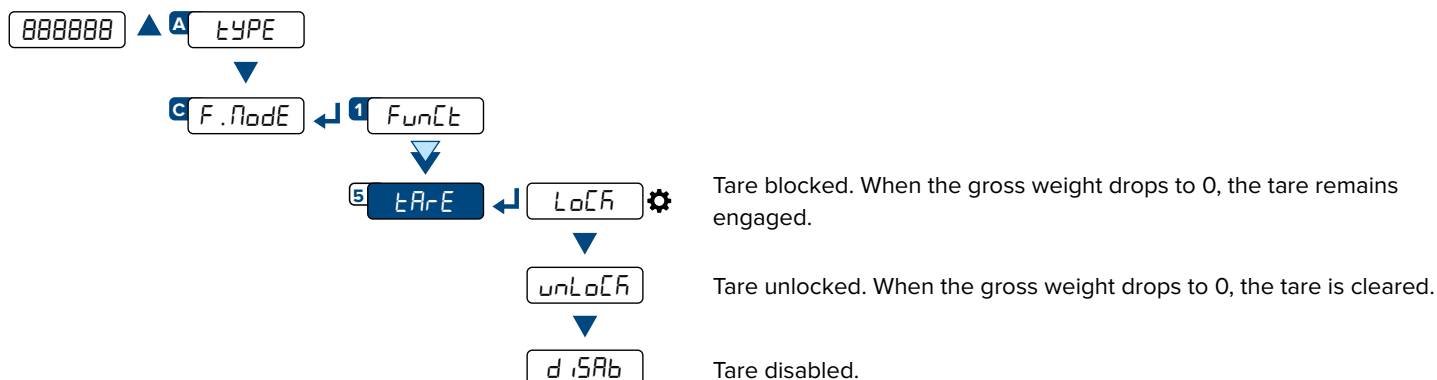 888888 A tYPE
C F.ModE 1 FunCt
5 tArE LoCK Tare blocked. When the gross weight drops to 0, the tare remains
engaged.
unLoCK Tare unlocked. When the gross weight drops to 0, the tare is cleared.
diSAb Tare disabled.